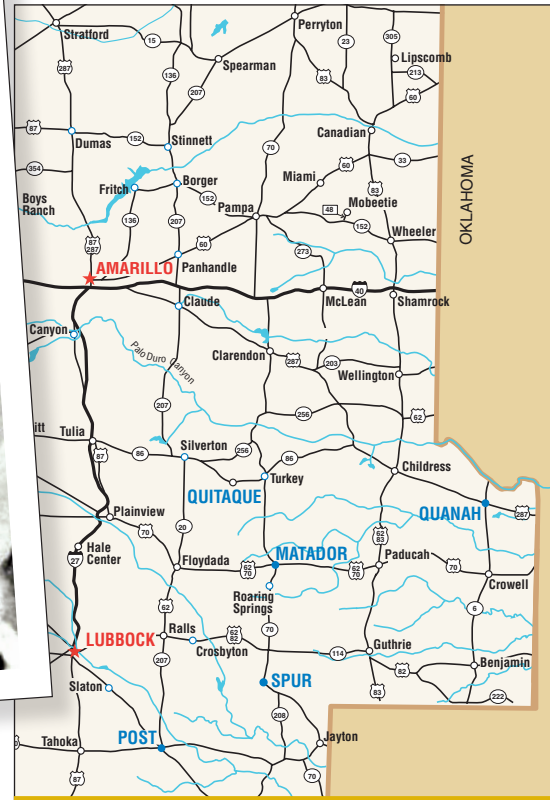 Stratford
Perryton
15
23
305
Lipscomb
287
136
Spearman
213
83
207
60
87
Dumas
152
Stinnett
Canadian
70
60
33
354
Miami
83
Boys
Ranch
Fritch
Borger
152
136
207
Pampa
48
Mobeetie
152
Wheeler
OKLAHOMA
87
287
60
273
AMARILLO
Panhandle
40
McLean
Shamrock
Claude
Canyon
Palo Duro Canyon
Clarendon
287
203
Wellington
207
256
62
itt
Tulia
87
86
Silverton
256
86
Childress
QUITAQUE
Turkey
QUANAH
287
Plainview
70
20
62
83
Hale
Center
27
Floydada
62
70
MATADOR
62
70
Paducah
70
Crowell
Roaring
Springs
62
6
LUBBOCK
Ralls
62
82
70
Crosbyton
114
Guthrie
207
82
Benjamin
Slaton
SPUR
83
222
208
Tahoka
POST
Jayton
87
70